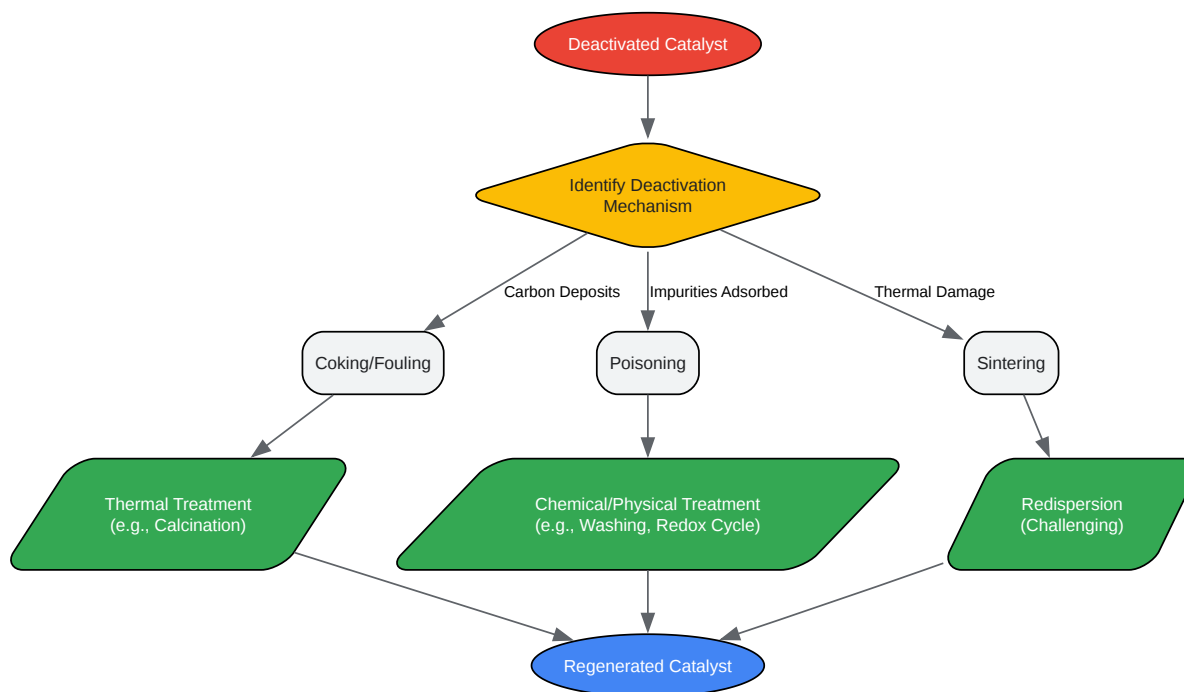 Deactivated Catalyst
Identify Deactivation
Mechanism
Carbon Deposits
Impurities Adsorbed
Thermal Damage
Coking/Fouling
Poisoning
Sintering
Thermal Treatment
(e.g., Calcination)
Chemical/Physical Treatment
(e.g., Washing, Redox Cycle)
Redispersion
(Challenging)
Regenerated Catalyst